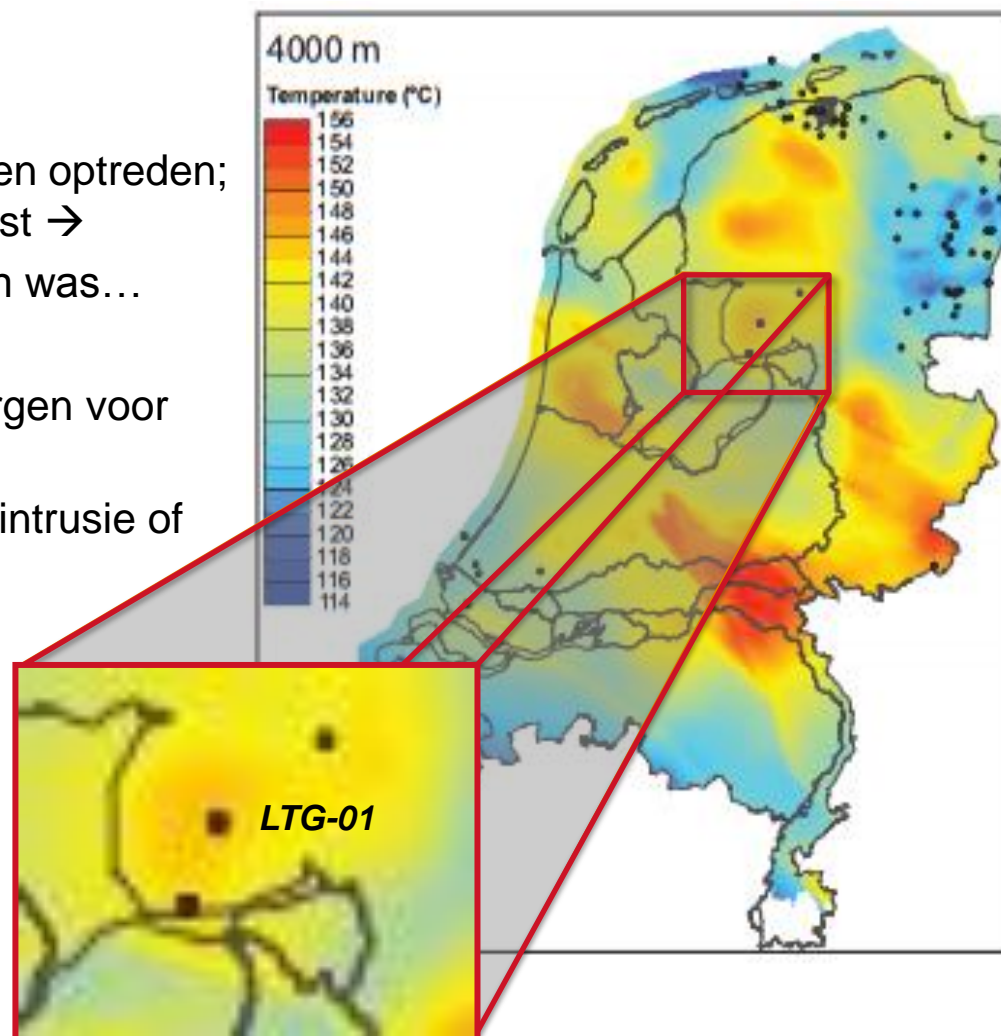 4000 m
Temperature (°C)
en optreden;
st →
n was…
rgen voor
intrusie of
156
154
152
150
148
146
144
142
140
138
136
134
132
130
128
126
124
122
120
118
116
114
LTG-01